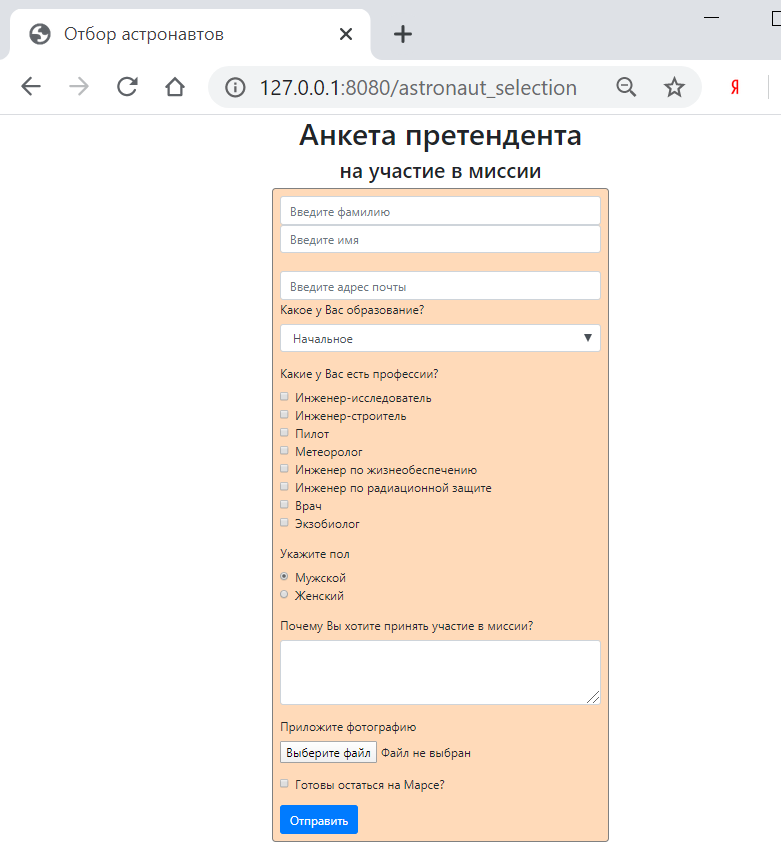 Отбор астронавтов
127.0.0.1:8080/astronaut_selection
Я
Анкета претендента
на участие в миссии
Введите фамилию
Введите имя
Введите адрес почты
Какое у Вас образование?
Начальное
Какие у Вас есть профессии?
Инженер-исследователь
Инженер-строитель
Пилот
Метеоролог
Инженер по жизнеобеспечению
Инженер по радиационной защите
Врач
Экзобиолог
Укажите пол
Мужской
Женский
Почему Вы хотите принять участие в миссии?
Приложите фотографию
Выберите файл Файл не выбран
Готовы остаться на Марсе?
Отправить